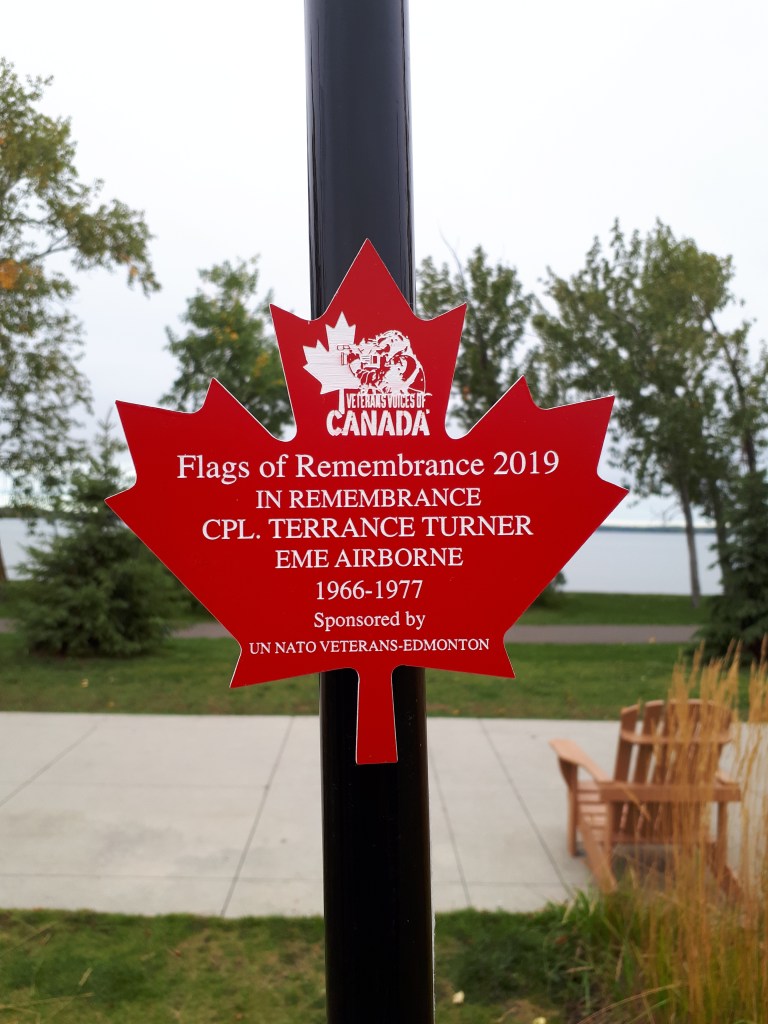 VETERANS VOICES OF
CANADA
Flags of Remembrance 2019
IN REMEMBRANCE
CPL. TERRANCE TURNER
EME AIRBORNE
1966-1977
Sponsored by
UN NATO VETERANS-EDMONTON